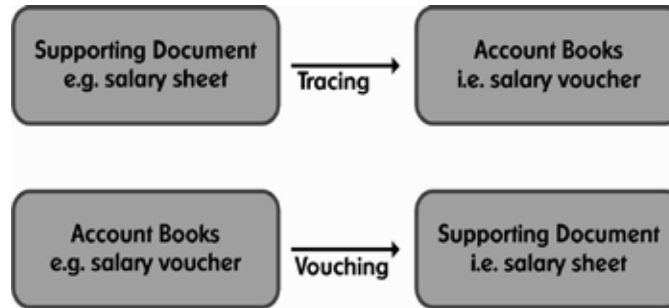 Supporting Document
e.g. salary sheet
Tracing
Account Books
i.e. salary voucher
Account Books
e.g. salary voucher
Vouching
Supporting Document
i.e. salary sheet